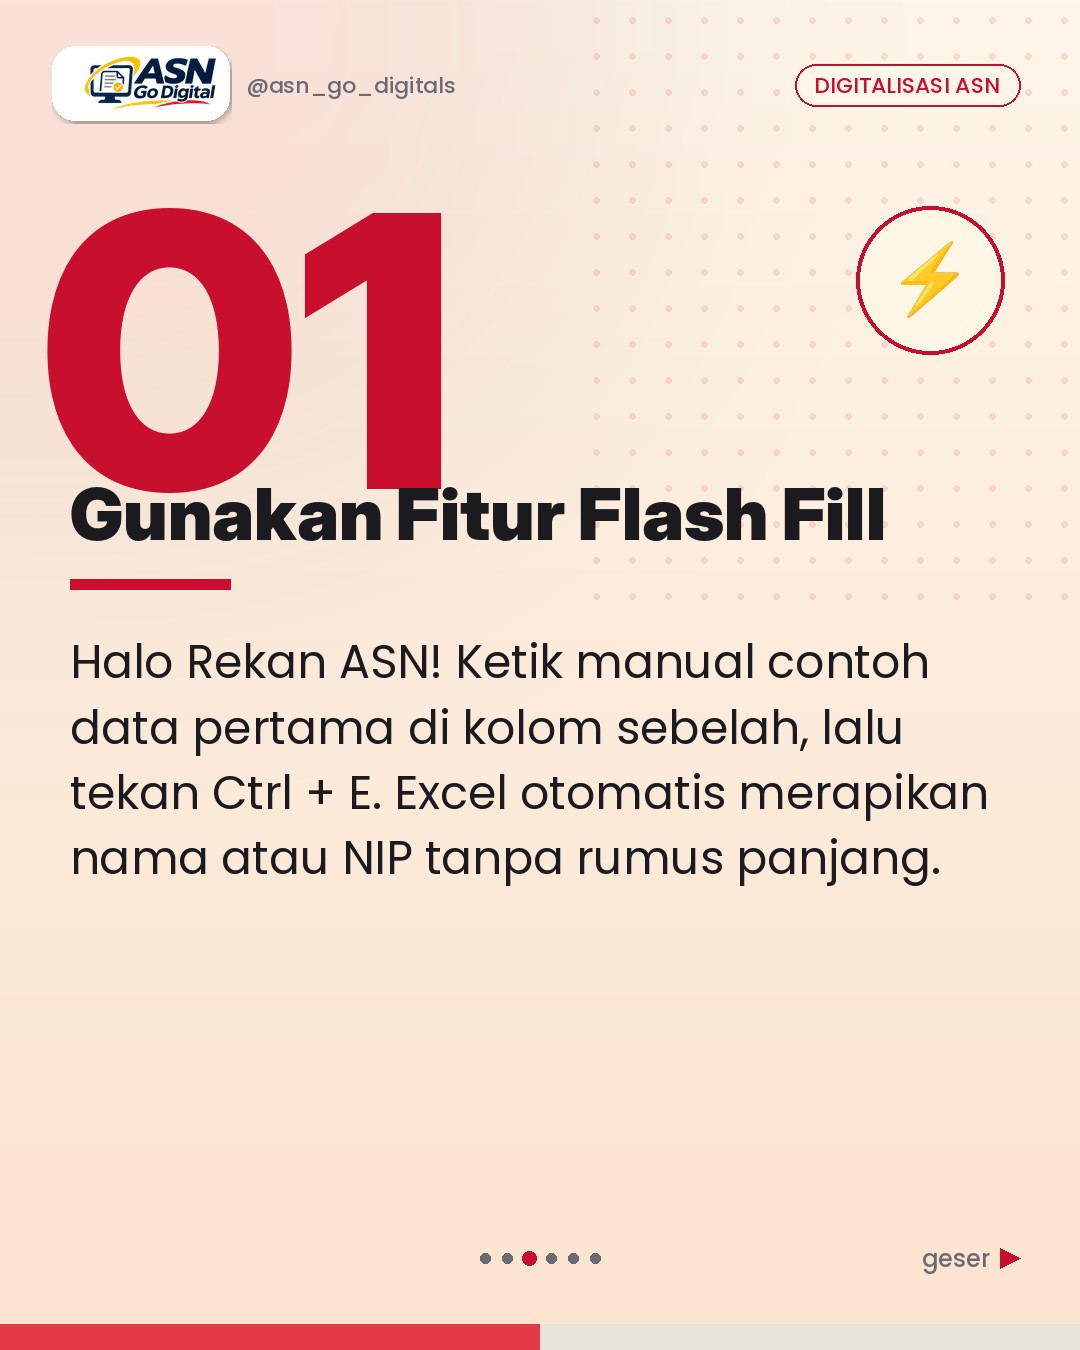 ASN
Go Digital
@asn_go_digitals
DIGITALISASI ASN
01
Gunakan Fitur Flash Fill
Halo Rekan ASN! Ketik manual contoh
data pertama di kolom sebelah, lalu
tekan Ctrl + E. Excel otomatis merapikan
nama atau NIP tanpa rumus panjang.
geser